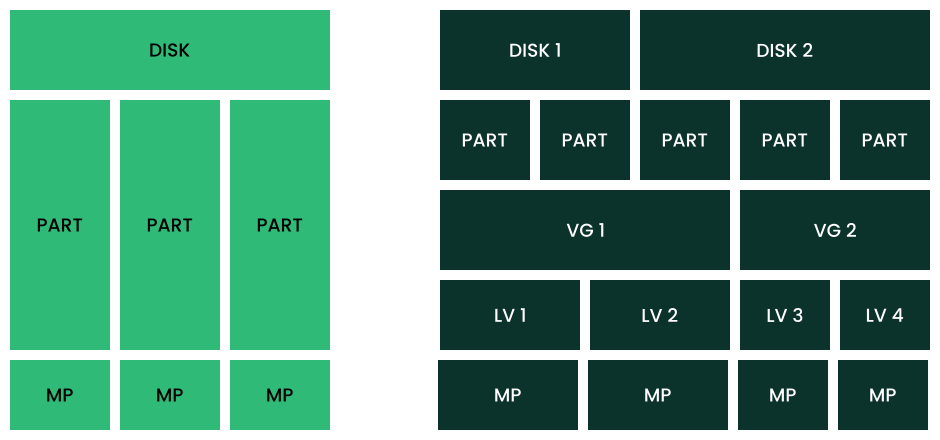 DISK
PART PART PART
MP MP MP
DISK 1 DISK 2
PART PART PART PART PART
VG 1 VG 2
LV 1 LV 2 LV 3 LV 4
MP MP MP MP